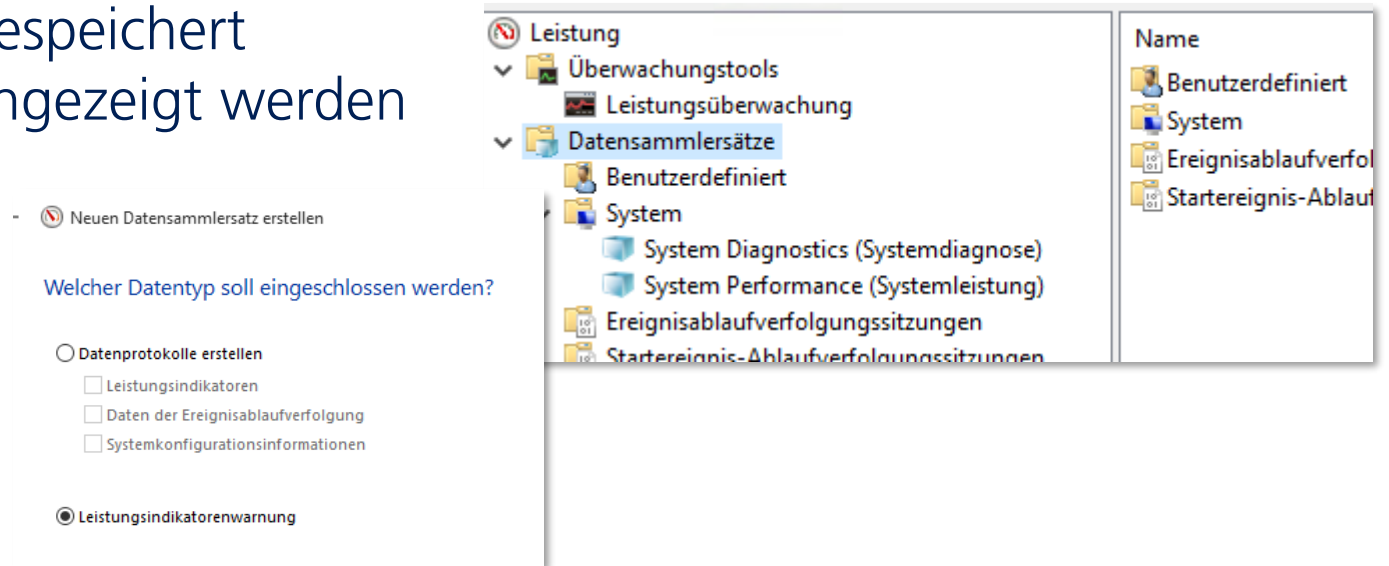 espeichert
ngezeigt werden
Leistung
Überwachungstools
Leistungsüberwachung
Datensammlersätze
Benutzerdefiniert
System
System Diagnostics (Systemdiagnose)
System Performance (Systemleistung)
Ereignisablaufverfolgungssitzungen
Startereignis-Ablaufverfolgungssitzungen
Name
Benutzerdefiniert
System
Ereignisablaufverfol
Startereignis-Ablauf
Neuen Datensammlersatz erstellen
Welcher Datentyp soll eingeschlossen werden?
Datenprotokolle erstellen
Leistungsindikatoren
Daten der Ereignisablaufverfolgung
Systemkonfigurationsinformationen
Leistungsindikatorenwarnung